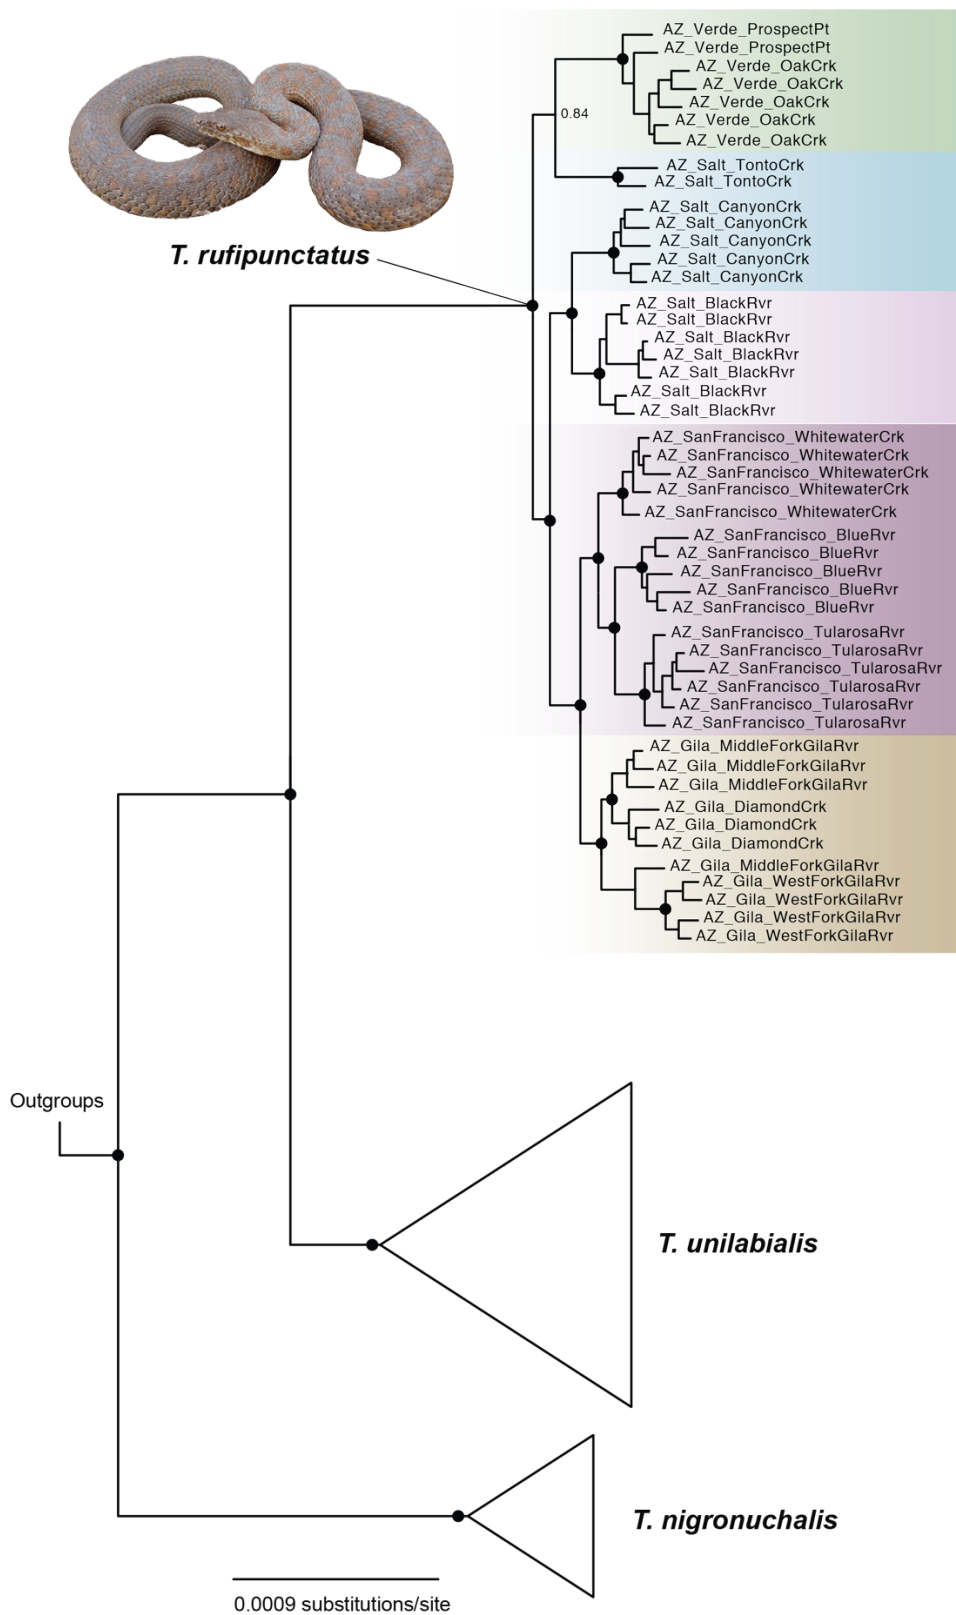 AZ_Verde_ProspectPt
AZ_Verde_ProspectPt
AZ_Verde_OakCrk
AZ_Verde_OakCrk
AZ_Verde_OakCrk
AZ_Verde_OakCrk
AZ_Verde_OakCrk
0.84
AZ_Salt_TontoCrk
AZ_Salt_TontoCrk
AZ_Salt_CanyonCrk
AZ_Salt_CanyonCrk
AZ_Salt_CanyonCrk
AZ_Salt_CanyonCrk
AZ_Salt_CanyonCrk
T. rufipunctatus
AZ_Salt_BlackRvr
AZ_Salt_BlackRvr
AZ_Salt_BlackRvr
AZ_Salt_BlackRvr
AZ_Salt_BlackRvr
AZ_Salt_BlackRvr
AZ_Salt_BlackRvr
AZ_SanFrancisco_WhitewaterCrk
AZ_SanFrancisco_WhitewaterCrk
AZ_SanFrancisco_WhitewaterCrk
AZ_SanFrancisco_WhitewaterCrk
AZ_SanFrancisco_WhitewaterCrk
AZ_SanFrancisco_BlueRvr
AZ_SanFrancisco_BlueRvr
AZ_SanFrancisco_BlueRvr
AZ_SanFrancisco_BlueRvr
AZ_SanFrancisco_BlueRvr
AZ_SanFrancisco_TularosaRvr
AZ_SanFrancisco_TularosaRvr
AZ_SanFrancisco_TularosaRvr
AZ_SanFrancisco_TularosaRvr
AZ_SanFrancisco_TularosaRvr
AZ_SanFrancisco_TularosaRvr
AZ_Gila_MiddleForkGilaRvr
AZ_Gila_MiddleForkGilaRvr
AZ_Gila_MiddleForkGilaRvr
AZ_Gila_DiamondCrk
AZ_Gila_DiamondCrk
AZ_Gila_DiamondCrk
AZ_Gila_MiddleForkGilaRvr
AZ_Gila_WestForkGilaRvr
AZ_Gila_WestForkGilaRvr
AZ_Gila_WestForkGilaRvr
AZ_Gila_WestForkGilaRvr
Outgroups
T. unilabialis
T. nigronuchalis
0.0009 substitutions/site